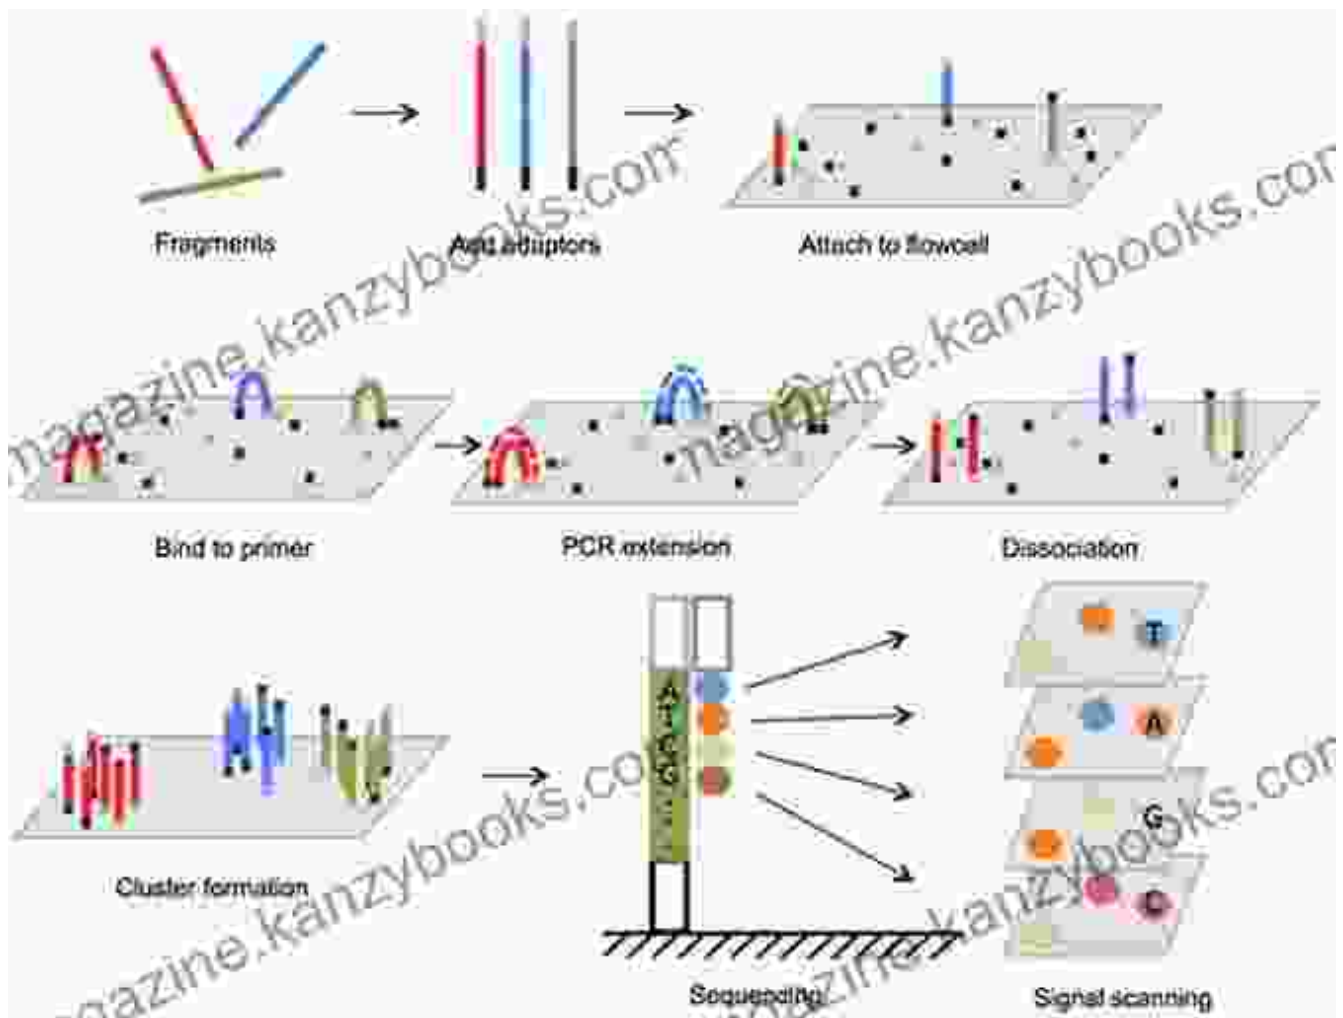 Fragments
Add adaptors
Attach to flowcell
magazine.kanzybooks.com
magazine.kanzybooks.com
Bind to primer
PCR extension
Dissociation
T
A
G
C
Cluster formation
magazine.kanzybooks.com
magazine.kanzybooks.com
Sequencing
Signal scanning